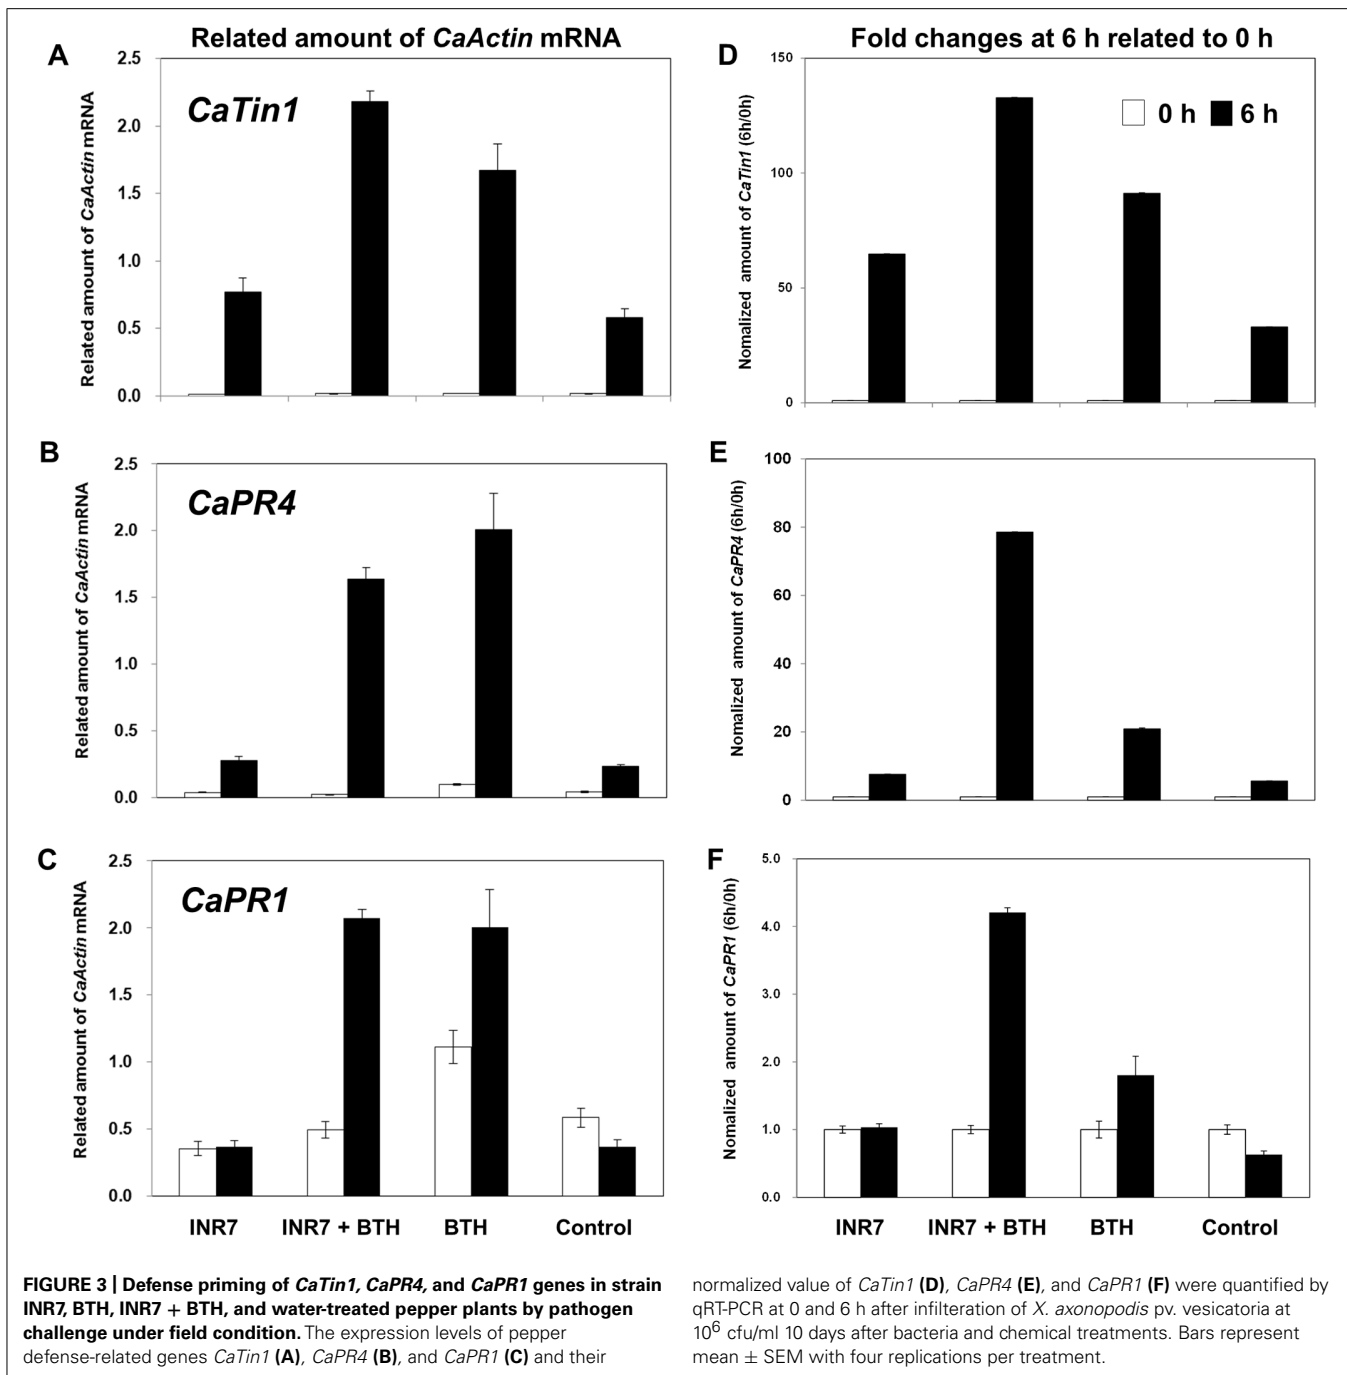 Related amount of CaActin mRNA
Fold changes at 6 h related to 0 h
A
Related amount of CaActin mRNA
2.5
2.0
1.5
1.0
0.5
0.0
CaTin1
D
Nomalized amount of CaTin1 (6h/0h)
150
100
50
0
0 h
6 h
B
Related amount of CaActin mRNA
2.5
2.0
1.5
1.0
0.5
0.0
CaPR4
E
Nomalized amount of CaPR4 (6h/0h)
100
80
60
40
20
0
C
Related amount of CaActin mRNA
2.5
2.0
1.5
1.0
0.5
0.0
CaPR1
INR7
INR7 + BTH
BTH
Control
F
Nomalized amount of CaPR1 (6h/0h)
5.0
4.0
3.0
2.0
1.0
0.0
INR7
INR7 + BTH
BTH
Control
FIGURE 3 | Defense priming of CaTin1, CaPR4, and CaPR1 genes in strain
INR7, BTH, INR7 + BTH, and water-treated pepper plants by pathogen
challenge under field condition. The expression levels of pepper
defense-related genes CaTin1 (A), CaPR4 (B), and CaPR1 (C) and their
normalized value of CaTin1 (D), CaPR4 (E), and CaPR1 (F) were quantified by
qRT-PCR at 0 and 6 h after infilteration of X. axonopodis pv. vesicatoria at
10⁶ cfu/ml 10 days after bacteria and chemical treatments. Bars represent
mean ± SEM with four replications per treatment.